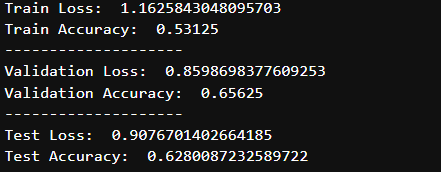 Train Loss:  1.1625843048095703
Train Accuracy:  0.53125
--------------------
Validation Loss:  0.8598698377609253
Validation Accuracy:  0.65625
--------------------
Test Loss:  0.9076701402664185
Test Accuracy:  0.6280087232589722